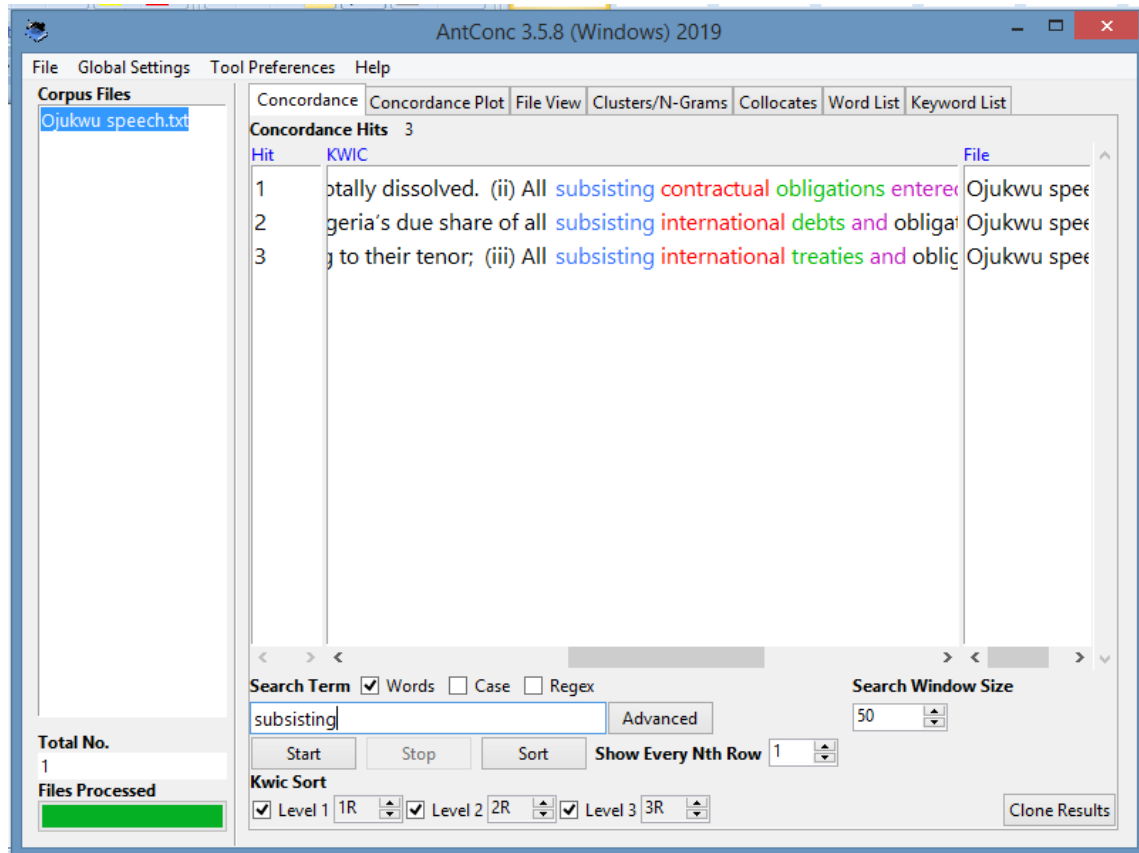 AntConc 3.5.8 (Windows) 2019
File Global Settings Tool Preferences Help
Corpus Files
Ojukwu speech.txt
Concordance Concordance Plot File View Clusters/N-Grams Collocates Word List Keyword List
Concordance Hits 3
Hit KWIC File
1 otally dissolved. (ii) All subsisting contractual obligations entered Ojukwu spee
2 geria’s due share of all subsisting international debts and obligat Ojukwu spee
3 g to their tenor; (iii) All subsisting international treaties and oblig Ojukwu spee
Search Term Words Case Regex Search Window Size
subsisting Advanced 50
Total No.
1
Start Stop Sort Show Every Nth Row 1
Files Processed
Kwic Sort
Level 1 1R Level 2 2R Level 3 3R Clone Results